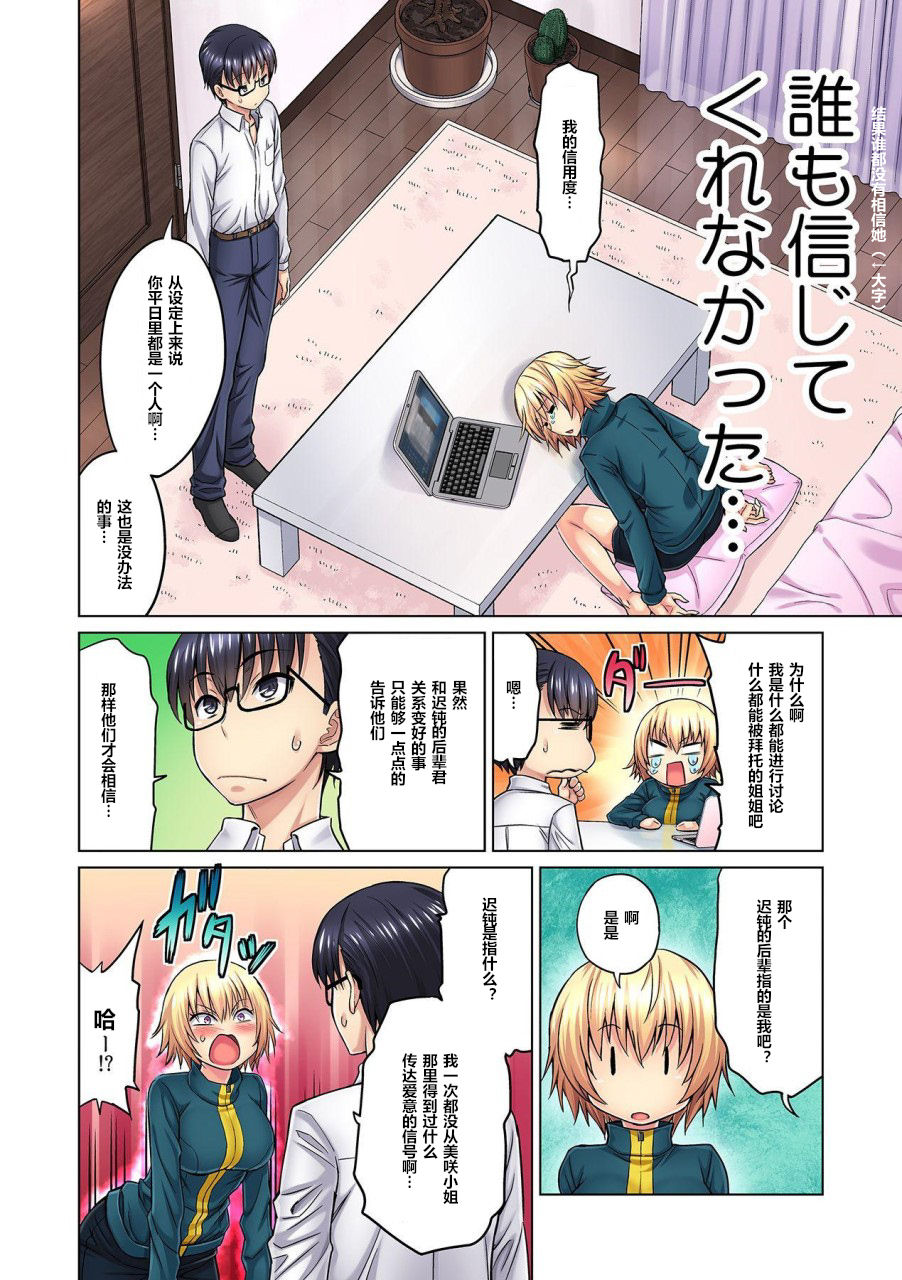 结果谁都没有相信她（←大字）
誰も信じて
くれなかった…
我的信用度…
从设定上来说
你平日里都是一个人啊…
这也是没办法
的事…
为什么啊
我是什么都能进行讨论
什么都能被拜托的姐姐吧
ダーー
嗯…
果然
和迟钝的后辈君
关系变好的事
只能够一点点的
告诉他们
那样他们才会相信…
那个
迟钝的后辈指的是我吧？
啊
是是
迟钝是指什么？
我一次都没从美咲小姐
那里得到过什么
传达爱意的信号啊…
ガタッ
哈ー!?